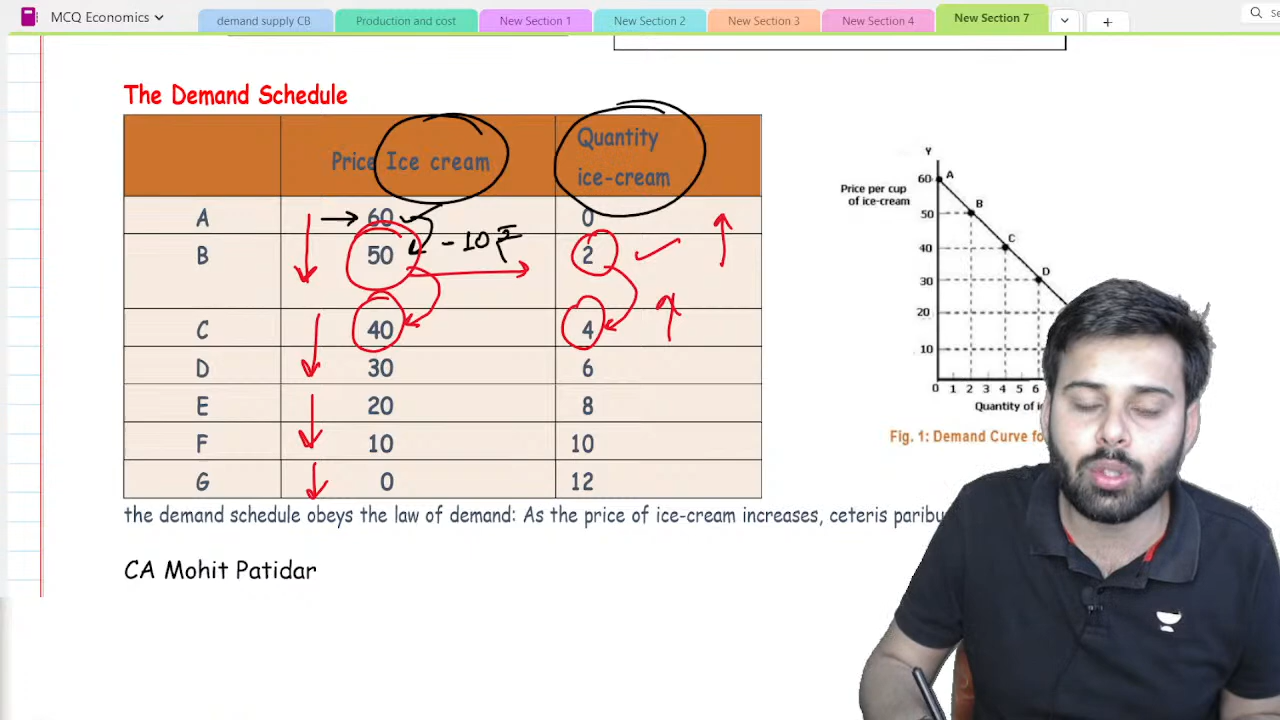 MCQ Economics
demand supply CB
Production and cost
New Section 1
New Section 2
New Section 3
New Section 4
New Section 7
+
The Demand Schedule
Price Ice cream
Quantity
ice-cream
A 60 0
-10₹
B 50 2
C 40 4
D 30 6
E 20 8
F 10 10
G 0 12
the demand schedule obeys the law of demand: As the price of ice-cream increases, ceteris
CA Mohit Patidar
Y
Price per cup
of ice-cream
60 A
50 B
40 C
30 D
20
10
0 1 2 3 4 5 6
Quantity of
Fig. 1: Demand Curve